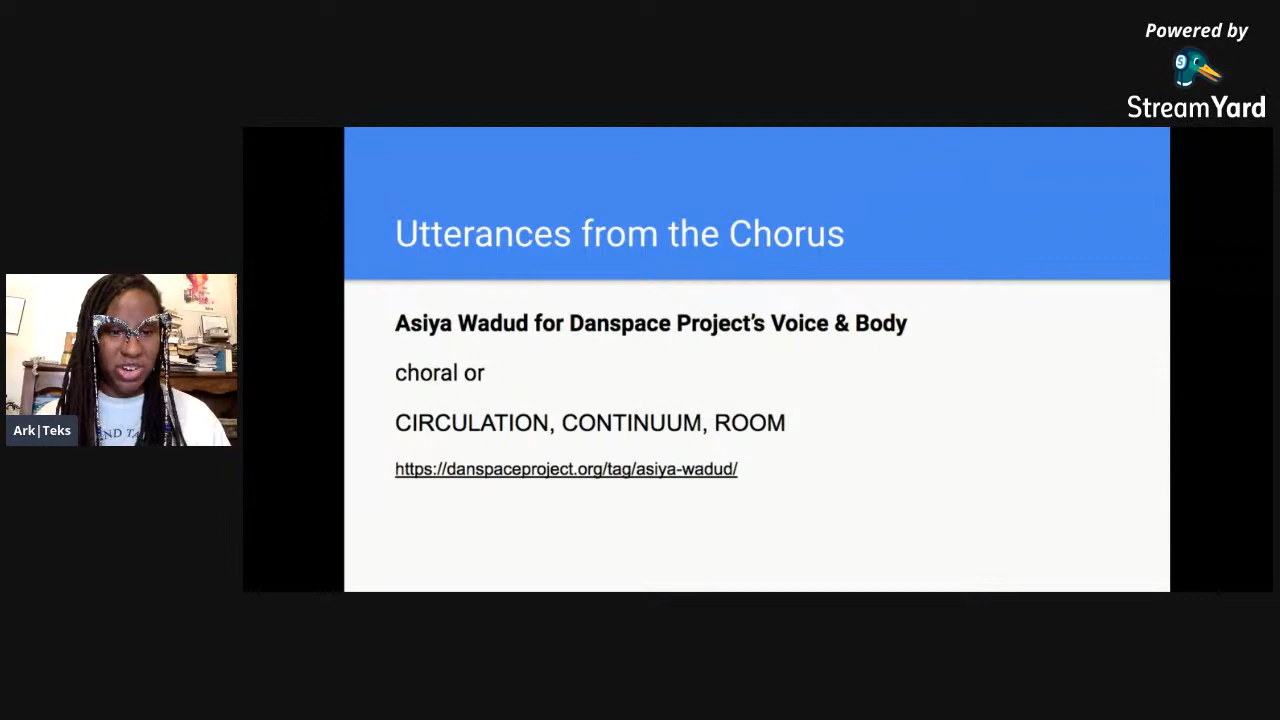 Powered by
StreamYard
Utterances from the Chorus
Asiya Wadud for Danspace Project’s Voice & Body
choral or
CIRCULATION, CONTINUUM, ROOM
https://danspaceproject.org/tag/asiya-wadud/
Ark|Teks